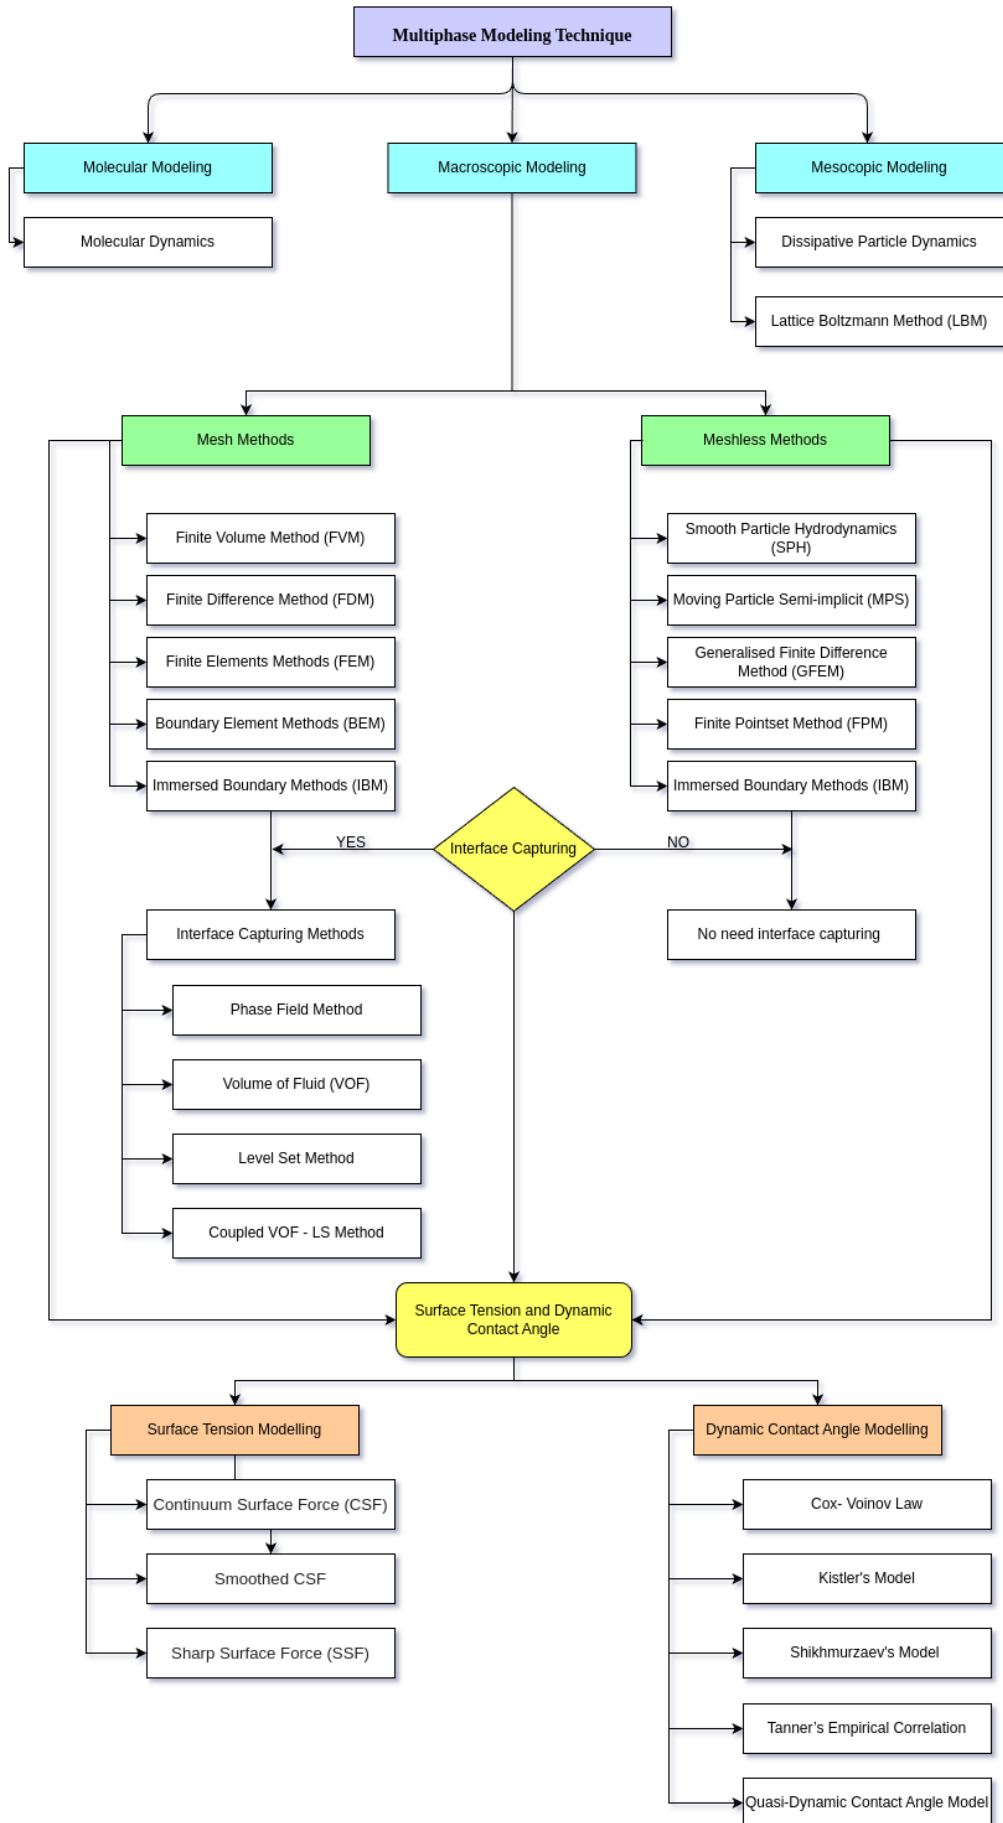 Multiphase Modeling Technique
Molecular Modeling
Macroscopic Modeling
Mesocopic Modeling
Molecular Dynamics
Dissipative Particle Dynamics
Lattice Boltzmann Method (LBM)
Mesh Methods
Meshless Methods
Finite Volume Method (FVM)
Finite Difference Method (FDM)
Finite Elements Methods (FEM)
Boundary Element Methods (BEM)
Immersed Boundary Methods (IBM)
Smooth Particle Hydrodynamics
(SPH)
Moving Particle Semi-implicit (MPS)
Generalised Finite Difference
Method (GFEM)
Finite Pointset Method (FPM)
Immersed Boundary Methods (IBM)
YES
Interface Capturing
NO
Interface Capturing Methods
No need interface capturing
Phase Field Method
Volume of Fluid (VOF)
Level Set Method
Coupled VOF - LS Method
Surface Tension and Dynamic
Contact Angle
Surface Tension Modelling
Dynamic Contact Angle Modelling
Continuum Surface Force (CSF)
Smoothed CSF
Sharp Surface Force (SSF)
Cox- Voinov Law
Kistler's Model
Shikhmurzaev's Model
Tanner’s Empirical Correlation
Quasi-Dynamic Contact Angle Model